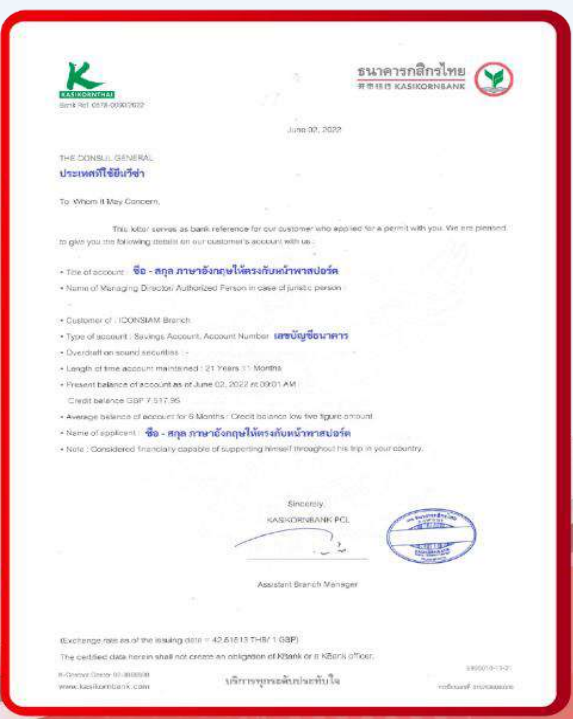 K
KASIKORNTHAI
ธนาคารกสิกรไทย
开泰银行 KASIKORNBANK
June 02, 2022
THE CONSUL GENERAL
ประเทศที่ใช้ยื่นวีซ่า
To Whom It May Concern,
This letter serves as bank reference for our customer who applied for a permit with you. We are pleased
to give you the following details on our customer's account with us :
• Title of account : ชื่อ - สกุล ภาษาอังกฤษให้ตรงกับหน้าพาสปอร์ต
• Name of Managing Director/ Authorized Person in case of juristic person :
-
• Customer of : ICONSIAM Branch
• Type of account : Savings Account, Account Number เลขบัญชีธนาคาร
• Overdraft on sound securities : -
• Length of time account maintained : 21 Years 11 Months
• Present balance of account as of June 02, 2022 at 09:01 AM
Credit balance GBP 7,517.95
• Average balance of account for 6 Months : Credit balance low five figure amount
• Name of applicant : ชื่อ - สกุล ภาษาอังกฤษให้ตรงกับหน้าพาสปอร์ต
• Note : Considered financially capable of supporting himself throughout his trip in your country.
Sincerely,
KASIKORNBANK PCL
Assistant Branch Manager
(Exchange rate as of the issuing date = THB/ 1 GBP)
The certified data herein shall not create an obligation of KBank or a KBank officer.
www.kasikornbank.com
บริการทุกระดับประทับใจ